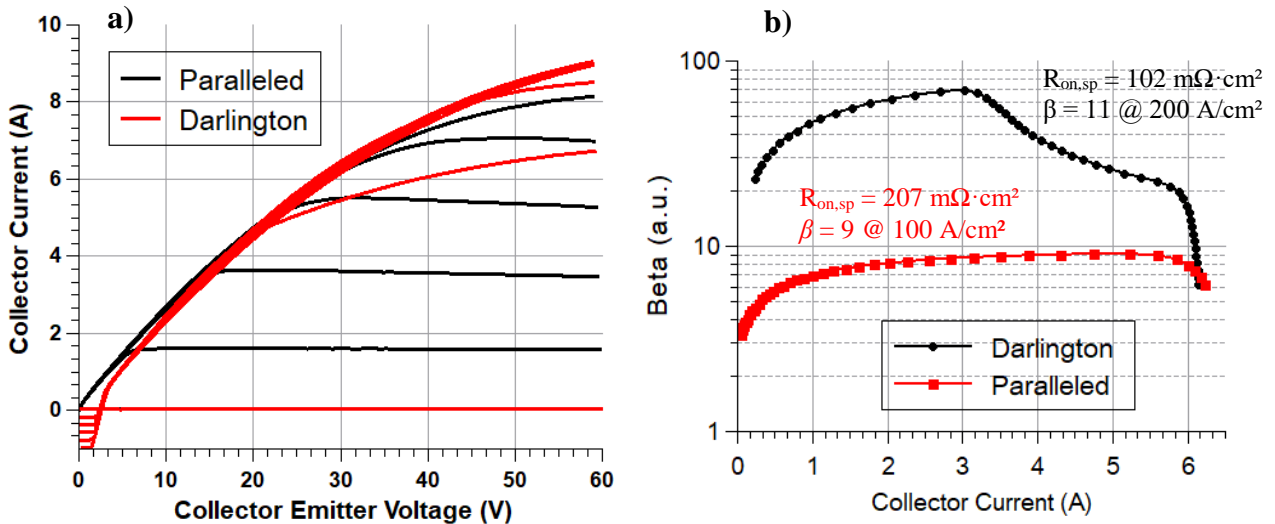 a)
10
8
6
4
2
0
Collector Current (A)
Paralleled
Darlington
0
10
20
30
40
50
60
Collector Emitter Voltage (V)
b)
100
10
1
Beta (a.u.)
R_on,sp = 102 mΩ·cm²
β = 11 @ 200 A/cm²
R_on,sp = 207 mΩ·cm²
β = 9 @ 100 A/cm²
Darlington
Paralleled
0
1
2
3
4
5
6
Collector Current (A)